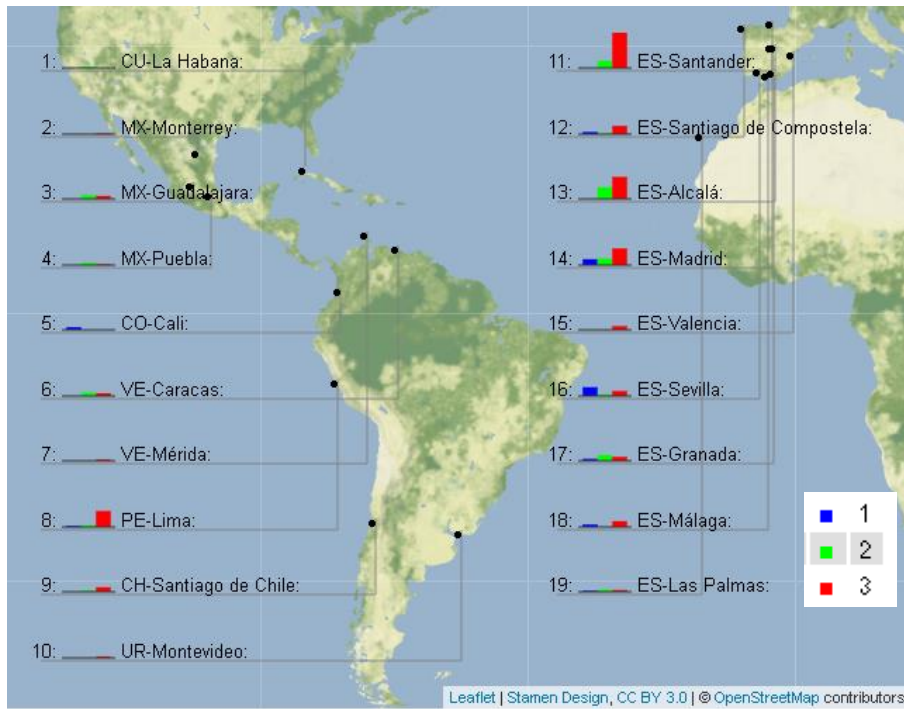 1: CU-La Habana:
2: MX-Monterrey:
3: MX-Guadalajara:
4: MX-Puebla:
5: CO-Cali:
6: VE-Caracas:
7: VE-Mérida:
8: PE-Lima:
9: CH-Santiago de Chile:
10: UR-Montevideo:
11: ES-Santander:
12: ES-Santiago de Compostela:
13: ES-Alcalá:
14: ES-Madrid:
15: ES-Valencia:
16: ES-Sevilla:
17: ES-Granada:
18: ES-Málaga:
19: ES-Las Palmas:
1
2
3
Leaflet | Stamen Design, CC BY 3.0 | © OpenStreetMap contributors